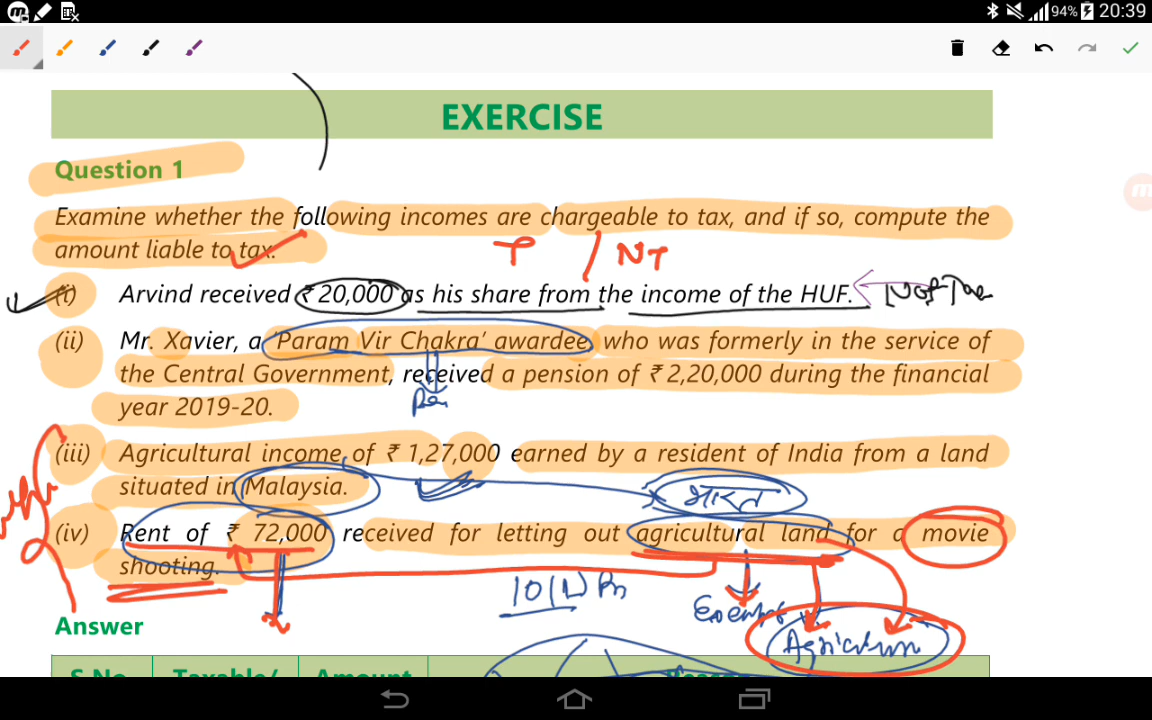 94% 20:39
EXERCISE
Question 1
Examine whether the following incomes are chargeable to tax, and if so, compute the
amount liable to tax.
T / NT
(i) Arvind received ₹ 20,000 as his share from the income of the HUF.
(ii) Mr. Xavier, a 'Param Vir Chakra' awardee, who was formerly in the service of
the Central Government, received a pension of ₹ 2,20,000 during the financial
year 2019-20.
(iii) Agricultural income of ₹ 1,27,000 earned by a resident of India from a land
situated in Malaysia.
भारत
(iv) Rent of ₹ 72,000 received for letting out agricultural land for a movie
shooting.
10(1)
Exempt
Answer
Agriculture
S.No. Taxable/ Amount